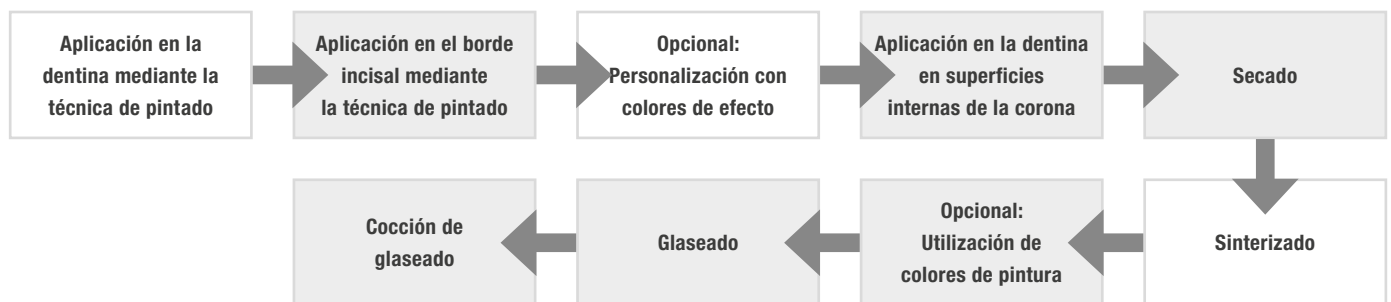 Aplicación en la
dentina mediante la
técnica de pintado
Aplicación en el borde
incisal mediante
la técnica de pintado
Opcional:
Personalización con
colores de efecto
Aplicación en la dentina
en superficies
internas de la corona
Secado
Sinterizado
Opcional:
Utilización de
colores de pintura
Glaseado
Cocción de
glaseado